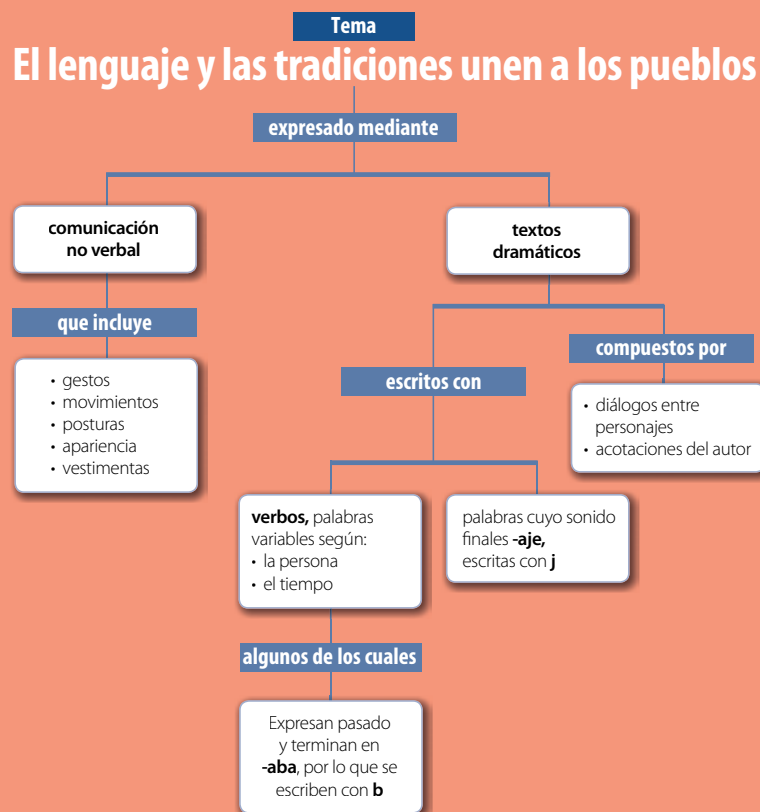 Tema
El lenguaje y las tradiciones unen a los pueblos
expresado mediante
comunicación
no verbal
que incluye
• gestos
• movimientos
• posturas
• apariencia
• vestimentas
textos
dramáticos
escritos con
verbos, palabras
variables según:
• la persona
• el tiempo
algunos de los cuales
Expresan pasado
y terminan en
-aba, por lo que se
escriben con b
palabras cuyo sonido
finales -aje,
escritas con j
compuestos por
• diálogos entre
personajes
• acotaciones del autor